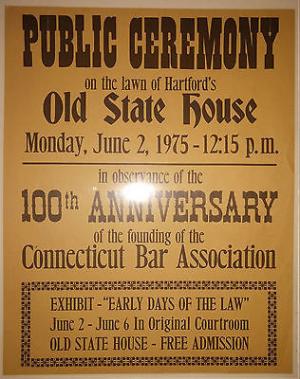 PUBLIC CEREMONY
on the lawn of Hartford's
Old State House
Monday, June 2, 1975 - 12:15 p.m.
in observance of the
100th ANNIVERSARY
of the founding of the
Connecticut Bar Association
EXHIBIT - "EARLY DAYS OF THE LAW"
June 2 - June 6 In Original Courtroom
OLD STATE HOUSE - FREE ADMISSION